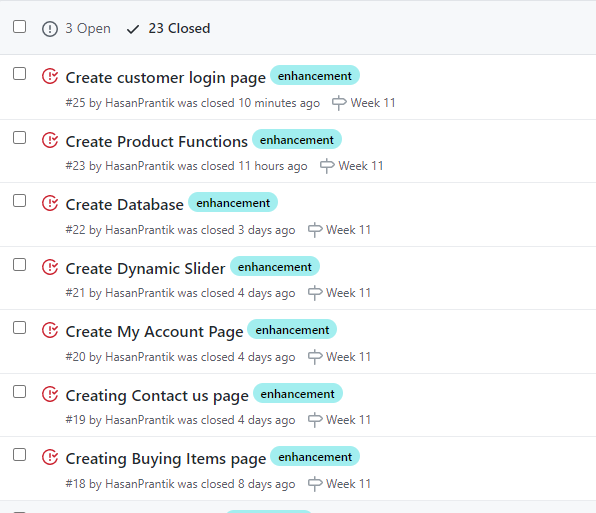 3 Open 23 Closed
Create customer login page enhancement
#25 by HasanPrantik was closed 10 minutes ago Week 11
Create Product Functions enhancement
#23 by HasanPrantik was closed 11 hours ago Week 11
Create Database enhancement
#22 by HasanPrantik was closed 3 days ago Week 11
Create Dynamic Slider enhancement
#21 by HasanPrantik was closed 4 days ago Week 11
Create My Account Page enhancement
#20 by HasanPrantik was closed 4 days ago Week 11
Creating Contact us page enhancement
#19 by HasanPrantik was closed 4 days ago Week 11
Creating Buying Items page enhancement
#18 by HasanPrantik was closed 8 days ago Week 11